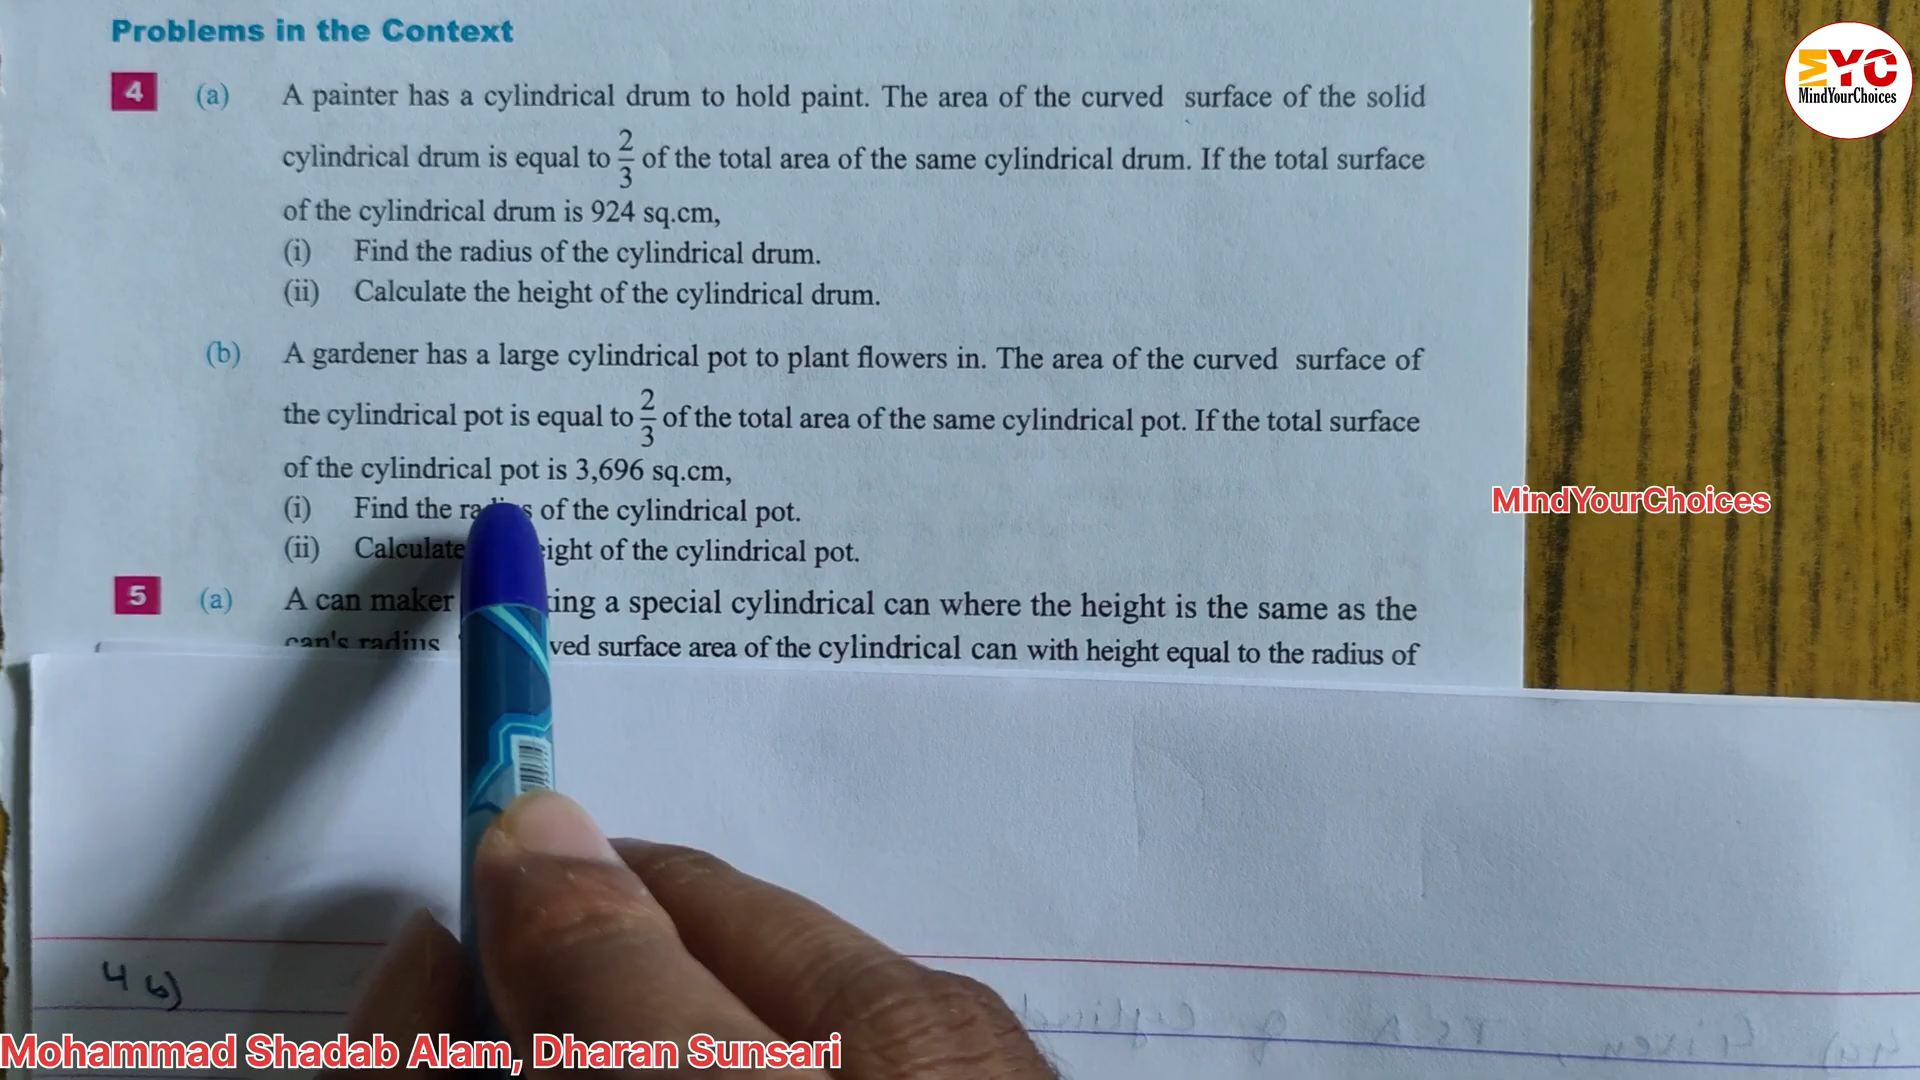 Problems in the Context
MYC
MindYourChoices
4 (a) A painter has a cylindrical drum to hold paint. The area of the curved surface of the solid
cylindrical drum is equal to 2/3 of the total area of the same cylindrical drum. If the total surface
of the cylindrical drum is 924 sq.cm,
(i) Find the radius of the cylindrical drum.
(ii) Calculate the height of the cylindrical drum.
(b) A gardener has a large cylindrical pot to plant flowers in. The area of the curved surface of
the cylindrical pot is equal to 2/3 of the total area of the same cylindrical pot. If the total surface
of the cylindrical pot is 3,696 sq.cm,
MindYourChoices
(i) Find the radius of the cylindrical pot.
(ii) Calculate ight of the cylindrical pot.
5 (a) A can maker ing a special cylindrical can where the height is the same as the
can's radius ved surface area of the cylindrical can with height equal to the radius of
4 b)
Mohammad Shadab Alam, Dharan Sunsari